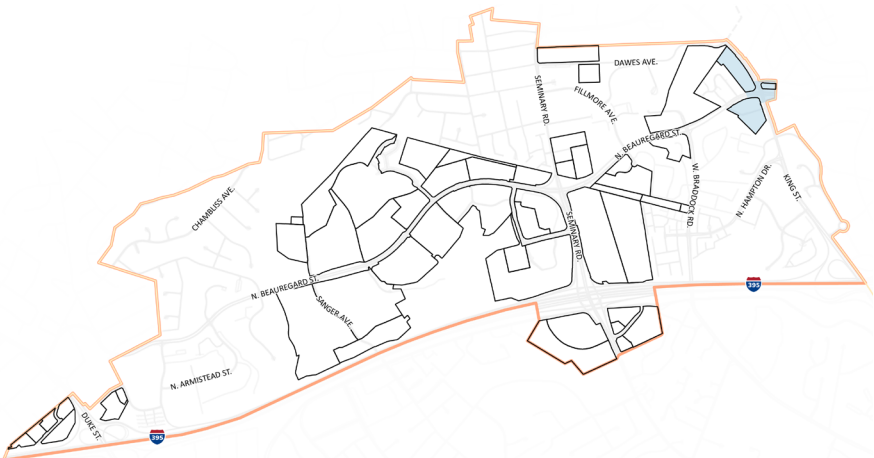 DAWES AVE.
SEMINARY RD.
FILLMORE AVE.
N. BEAUREGARD ST.
W. BRADDOCK RD.
N. HAMPTON DR.
KING ST.
CHAMBLISS AVE.
SEMINARY RD.
N. BEAUREGARD ST.
395
SANGER AVE.
N. ARMISTEAD ST.
DUKE ST.
395